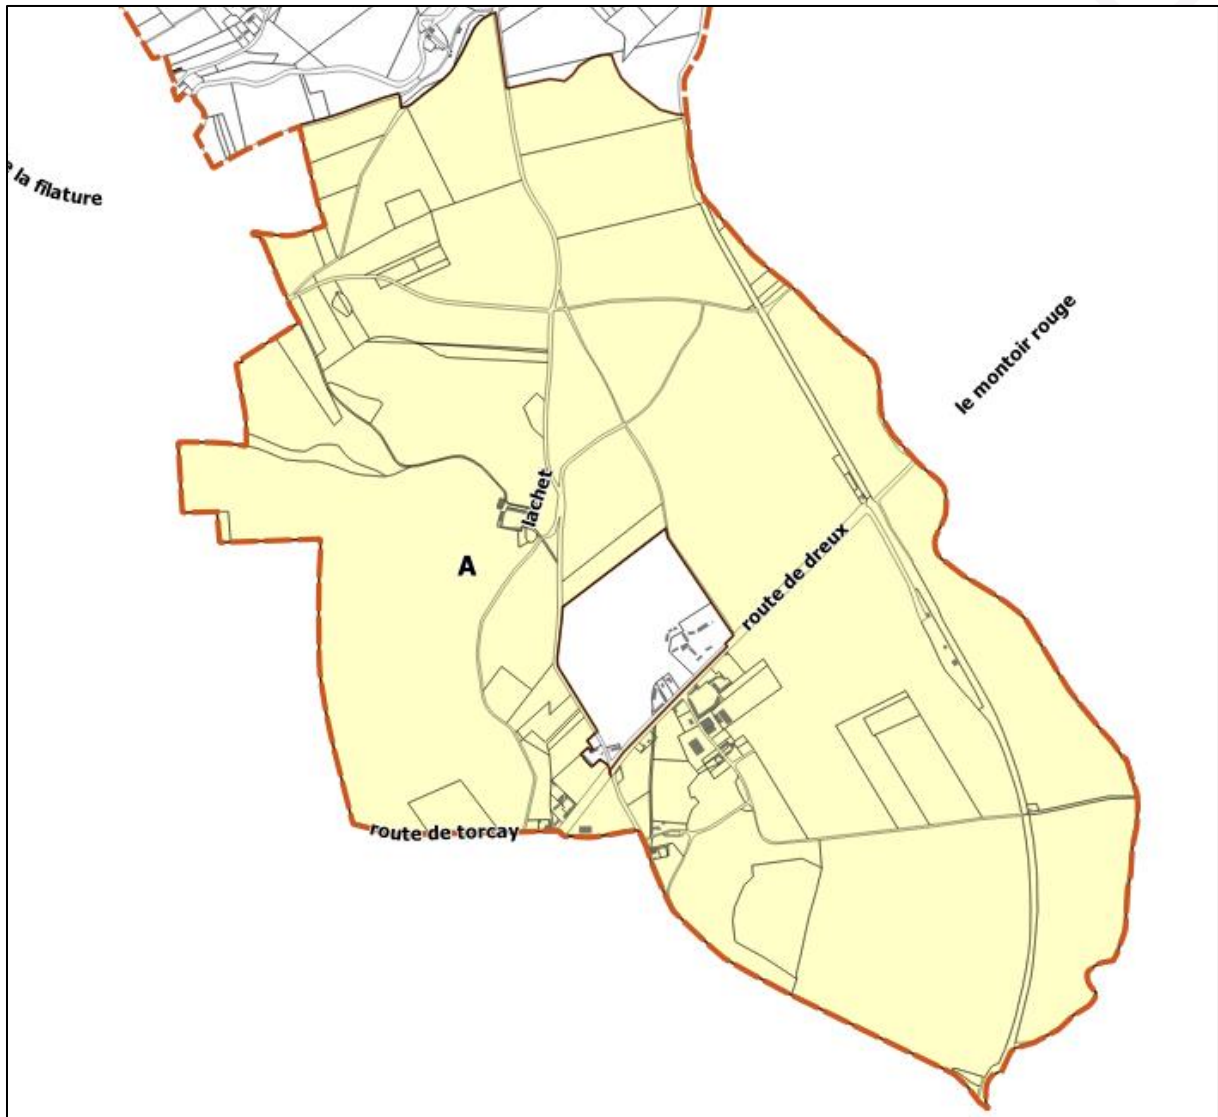 e la filature
le montoir rouge
lachet
A
route de dreux
route de torcay